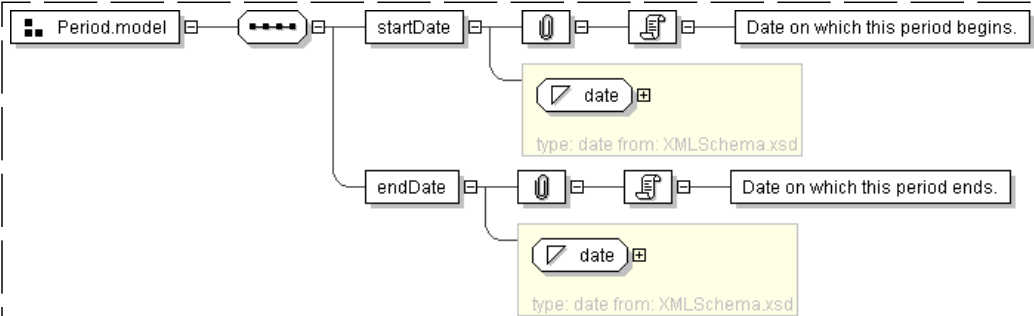 Period.model
startDate
Date on which this period begins.
date
type: date from: XMLSchema.xsd
endDate
Date on which this period ends.
date
type: date from: XMLSchema.xsd